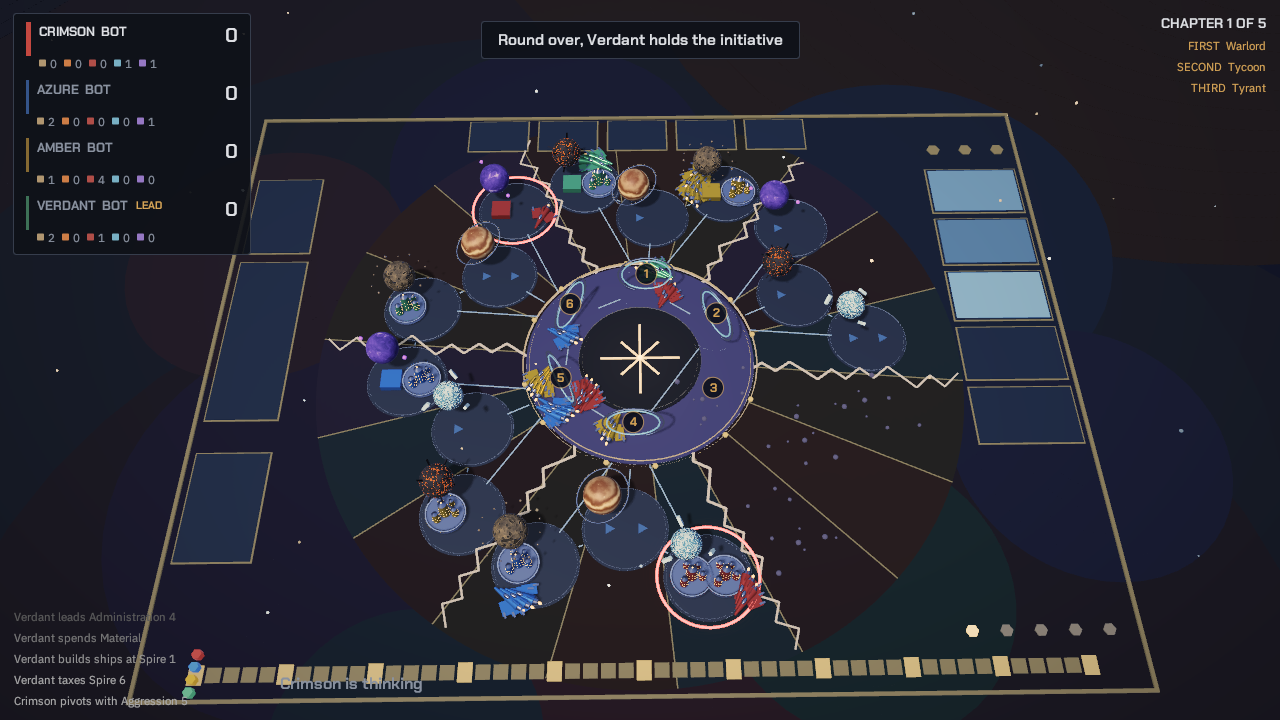 CRIMSON BOT 0
0 0 0 1 1
AZURE BOT 0
2 0 0 0 1
AMBER BOT 0
1 0 4 0 0
VERDANT BOT LEAD 0
2 0 1 0 0
Round over, Verdant holds the initiative
CHAPTER 1 OF 5
FIRST Warlord
SECOND Tycoon
THIRD Tyrant
1
2
3
4
5
6
Verdant leads Administration 4
Verdant spends Material
Verdant builds ships at Spire 1
Verdant taxes Spire 6
Crimson pivots with Aggression 5
Crimson is thinking